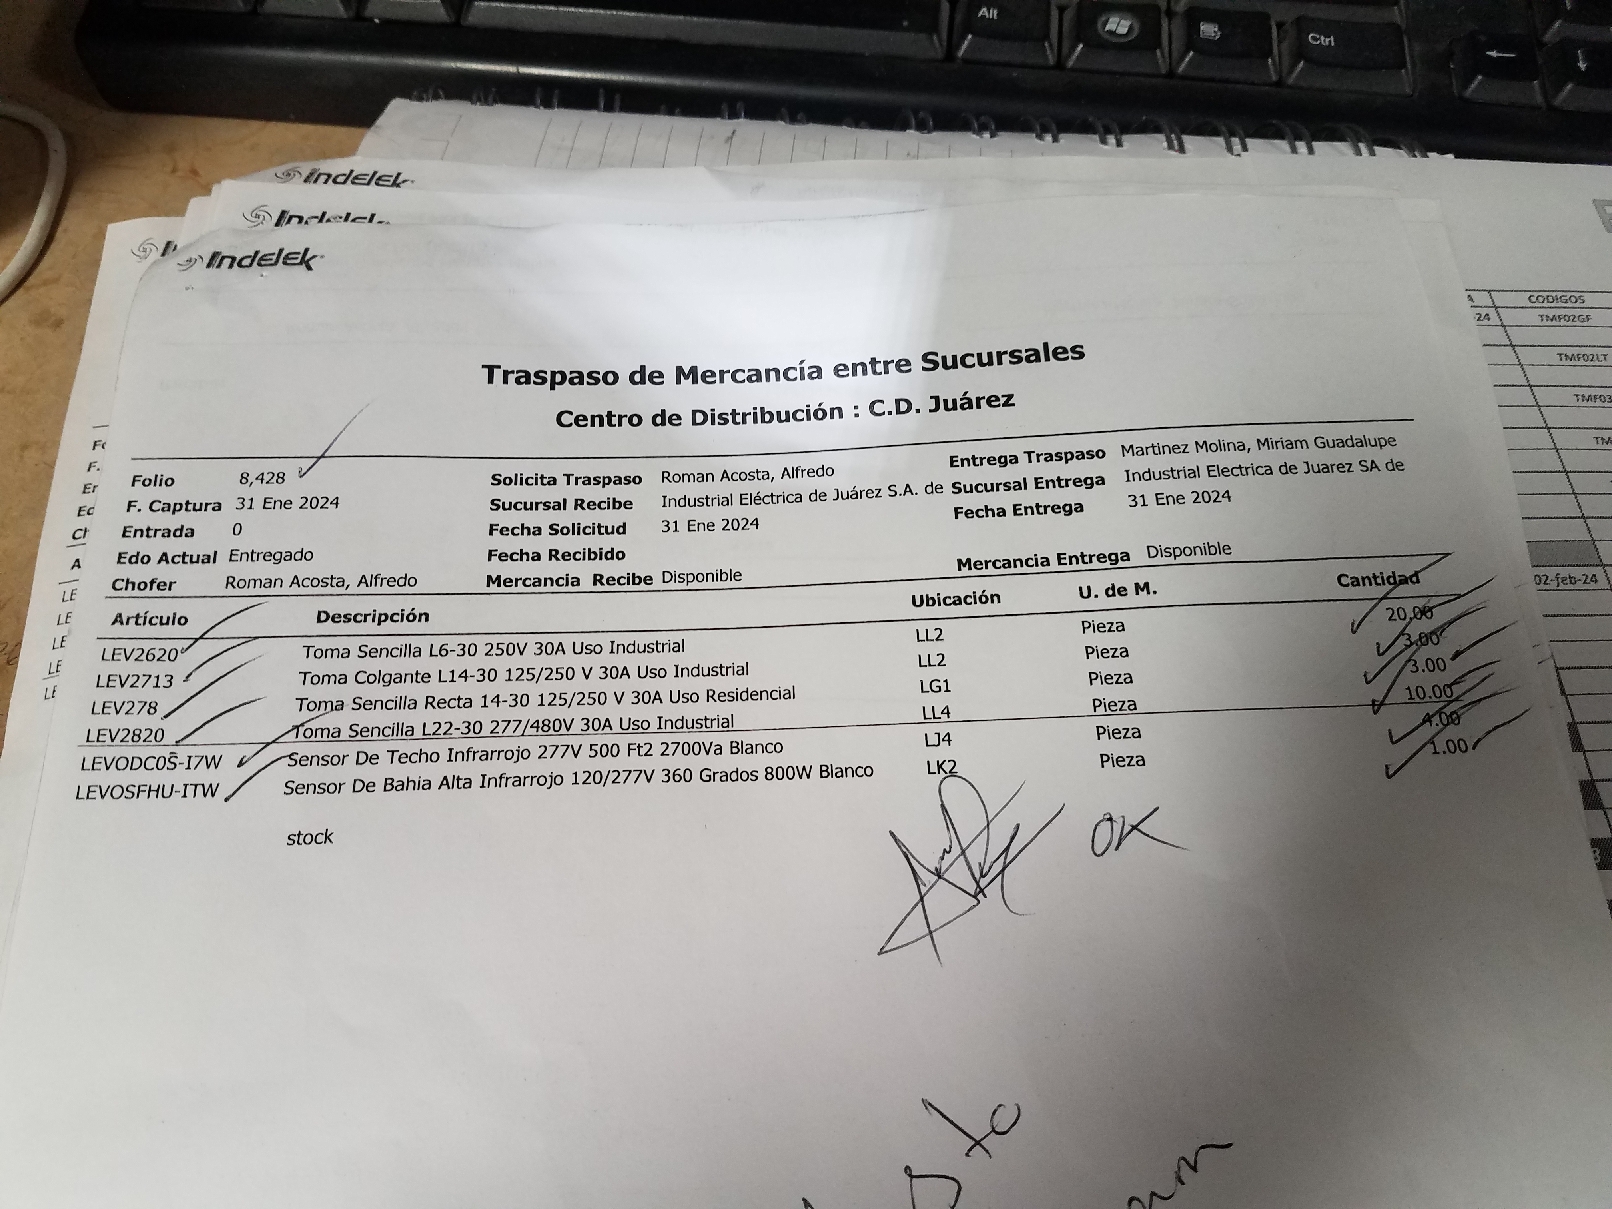 Alt
Ctrl
Indelek
Indelek
Indelek
CODIGOS
24 TMF02GF
TMF02LT
TMF03
02-feb-24
Traspaso de Mercancía entre Sucursales
Centro de Distribución : C.D. Juárez
Folio 8,428 Solicita Traspaso Roman Acosta, Alfredo Entrega Traspaso Martinez Molina, Miriam Guadalupe
F. Captura 31 Ene 2024 Sucursal Recibe Industrial Eléctrica de Juárez S.A. de Sucursal Entrega Industrial Electrica de Juarez SA de
Entrada 0 Fecha Solicitud 31 Ene 2024 Fecha Entrega 31 Ene 2024
Edo Actual Entregado Fecha Recibido
Chofer Roman Acosta, Alfredo Mercancia Recibe Disponible Mercancia Entrega Disponible
Artículo Descripción Ubicación U. de M. Cantidad
LEV2620 Toma Sencilla L6-30 250V 30A Uso Industrial LL2 Pieza 20.00
LEV2713 Toma Colgante L14-30 125/250 V 30A Uso Industrial LL2 Pieza 3.00
LEV278 Toma Sencilla Recta 14-30 125/250 V 30A Uso Residencial LG1 Pieza 3.00
LEV2820 Toma Sencilla L22-30 277/480V 30A Uso Industrial LL4 Pieza 10.00
LEVODC0S-I7W Sensor De Techo Infrarrojo 277V 500 Ft2 2700Va Blanco LJ4 Pieza 4.00
LEVOSFHU-ITW Sensor De Bahia Alta Infrarrojo 120/277V 360 Grados 800W Blanco LK2 Pieza 1.00
stock
OK